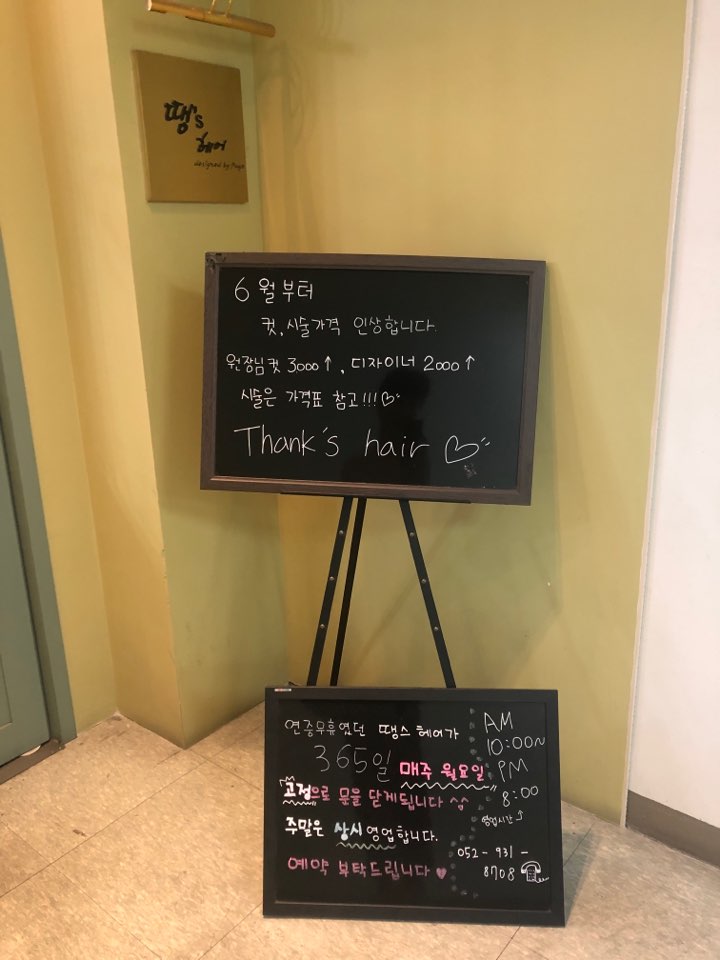 땡's
헤어
6월부터
컷, 시술가격 인상합니다.
원장님컷 3000↑, 디자이너 2000↑
시술은 가격표 참고!!!♡
Thank's hair ♡
연중무휴였던 땡스헤어가
365일 매주 월요일
고정으로 문을 닫게됩니다 ^^
주말은 상시영업합니다.
예약 부탁드립니다 ♥
AM
10:00~
PM
8:00
영업시간
052-931-
8708